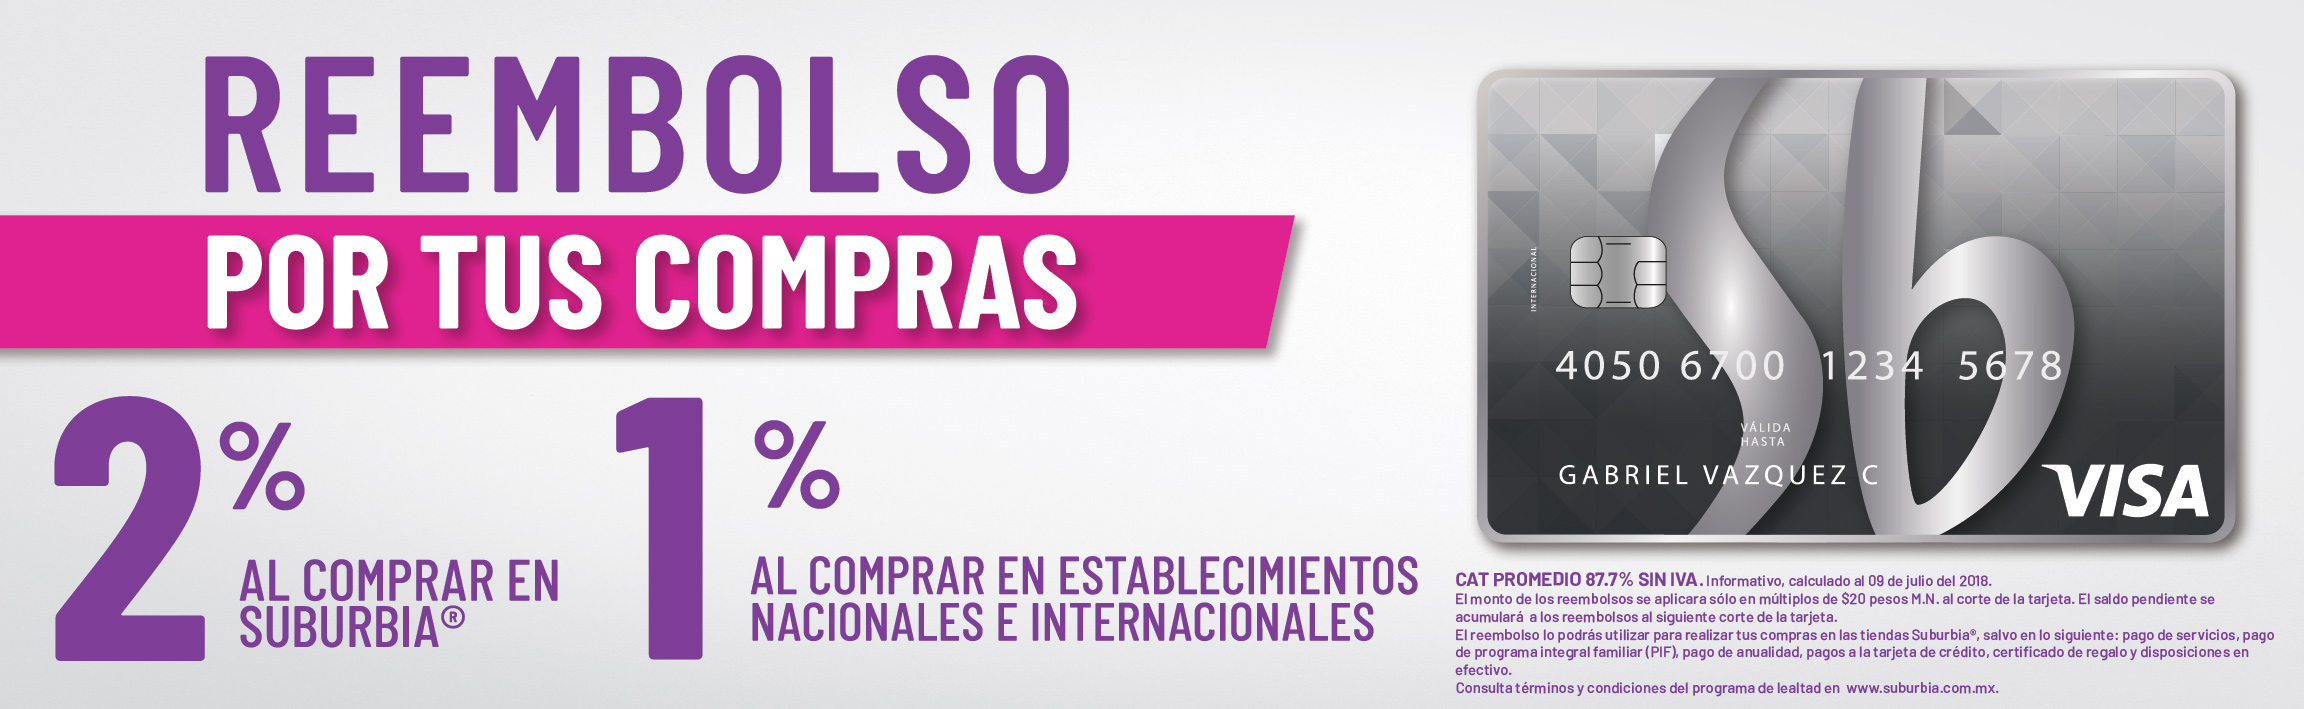 REEMBOLSO
POR TUS COMPRAS
2%
AL COMPRAR EN
SUBURBIA®
1%
AL COMPRAR EN ESTABLECIMIENTOS
NACIONALES E INTERNACIONALES
Sb
INTERNACIONAL
4050 6700 1234 5678
VÁLIDA
HASTA
GABRIEL VAZQUEZ C
VISA
CAT PROMEDIO 87.7% SIN IVA. Informativo, calculado al 09 de julio del 2018.
El monto de los reembolsos se aplicara sólo en múltiplos de $20 pesos M.N. al corte de la tarjeta. El saldo pendiente se
acumulará a los reembolsos al siguiente corte de la tarjeta.
El reembolso lo podrás utilizar para realizar tus compras en las tiendas Suburbia®, salvo en lo siguiente: pago de servicios, pago
de programa integral familiar (PIF), pago de anualidad, pagos a la tarjeta de crédito, certificado de regalo y disposiciones en
efectivo.
Consulta términos y condiciones del programa de lealtad en www.suburbia.com.mx.